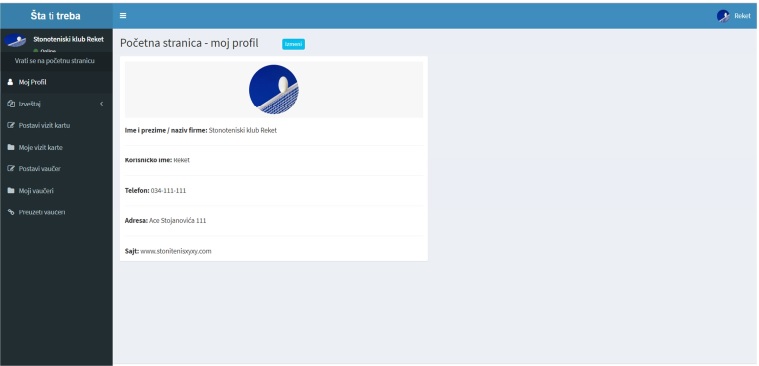 Šta ti treba
Reket
Stonoteniski klub Reket
Online
Vrati se na početnu stranicu
Moj Profil
Izveštaj
Postavi vizit kartu
Moje vizit karte
Postavi vaučer
Moji vaučeri
Preuzeti vaučeri
Početna stranica - moj profil
Izmeni
Ime i prezime / naziv firme: Stonoteniski klub Reket
Korisničko ime: Reket
Telefon: 034-111-111
Adresa: Ace Stojanovića 111
Sajt: www.stonitenisxyxy.com